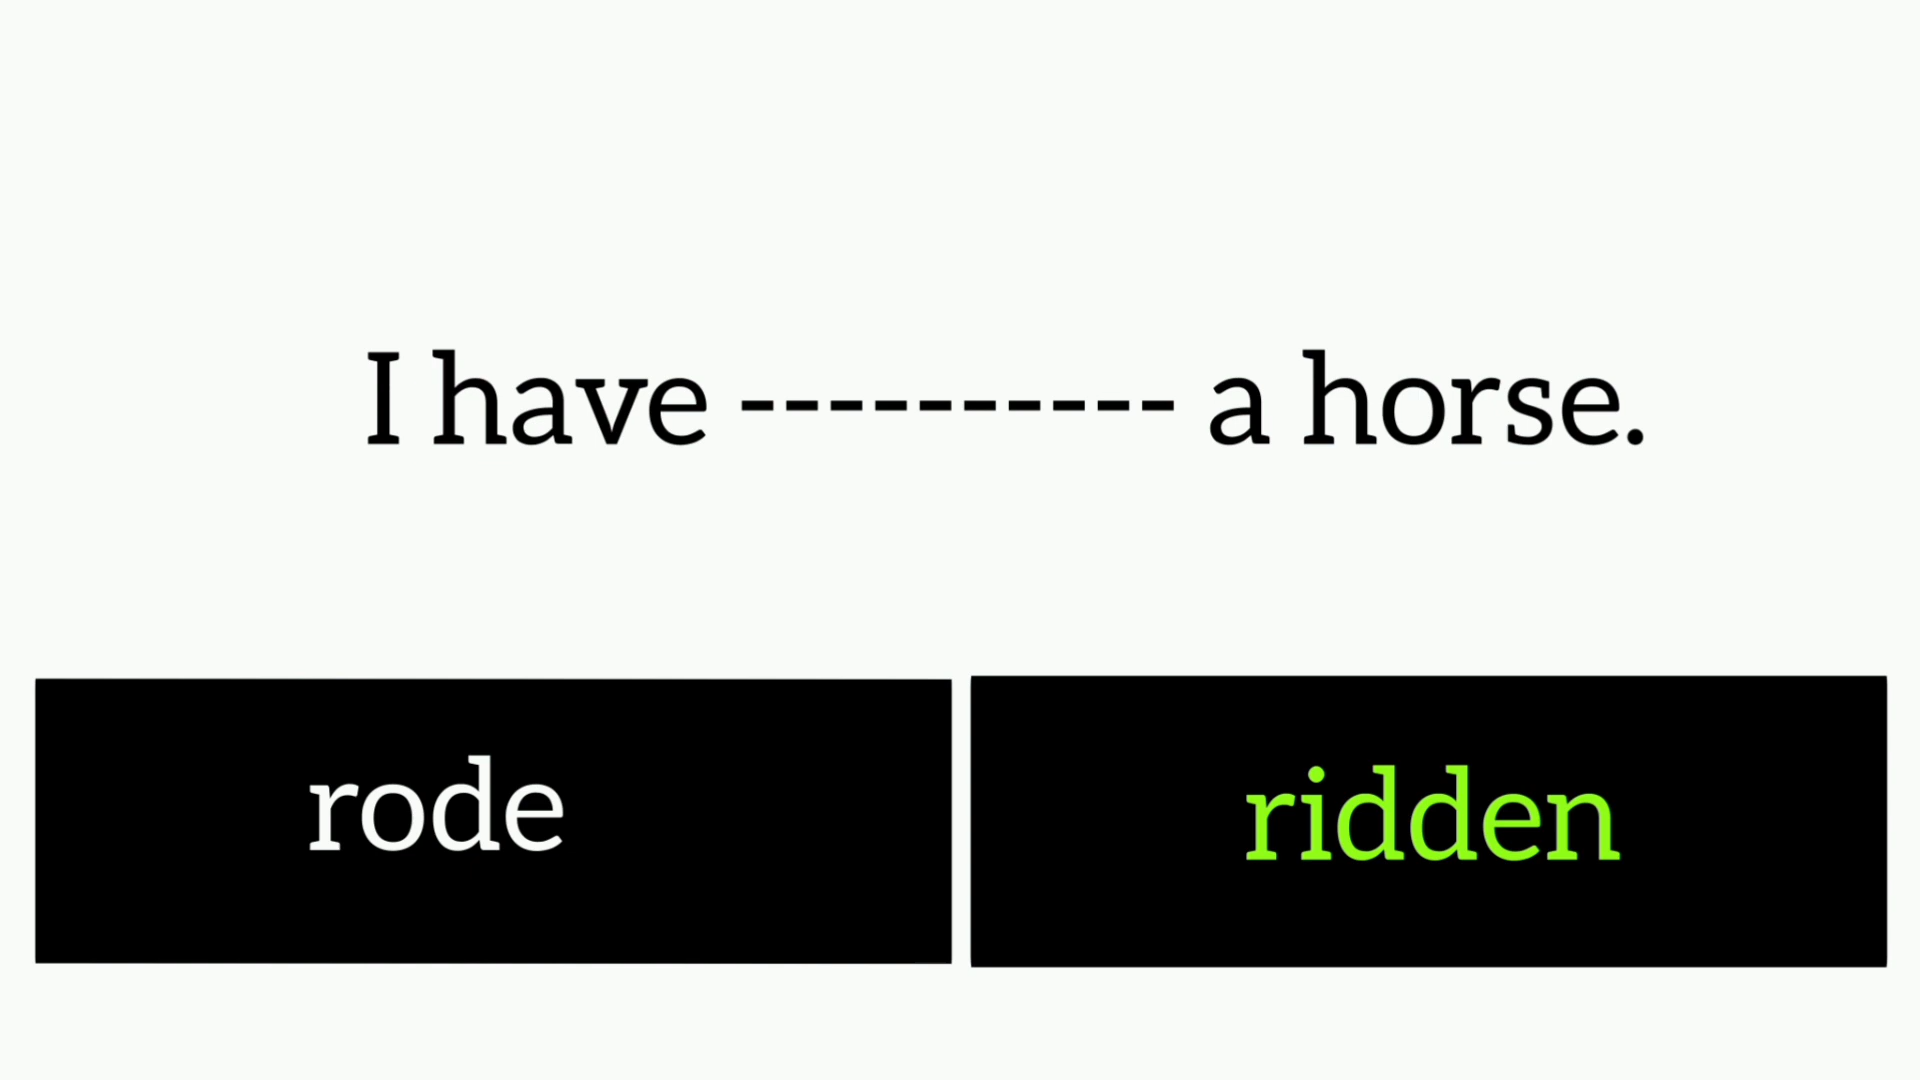 I have ---------- a horse.
rode
ridden